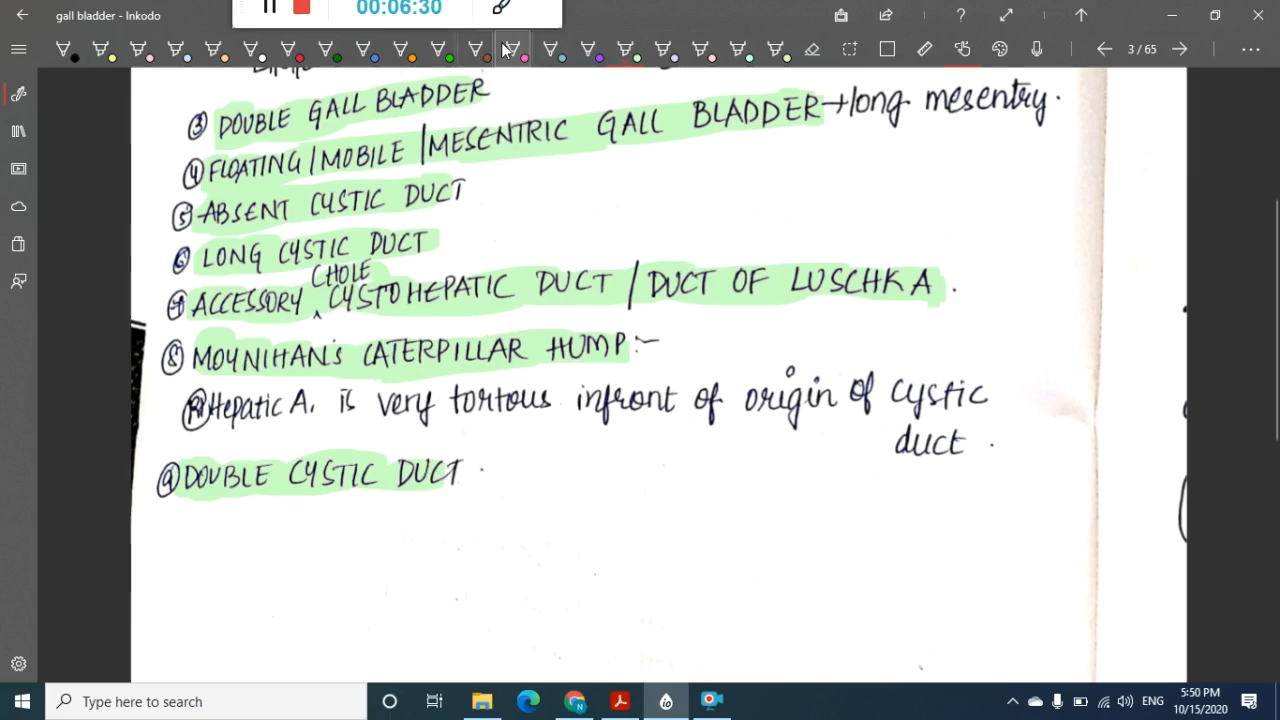 gall bladder - Inkodo
00:06:30
3 / 65
③ DOUBLE GALL BLADDER
④ FLOATING/MOBILE/MESENTRIC GALL BLADDER → long mesentry.
⑤ ABSENT CYSTIC DUCT
⑥ LONG CYSTIC DUCT
CHOLE
⑦ ACCESSORY ‸ CYSTOHEPATIC DUCT / DUCT OF LUSCHKA.
⑧ MOYNIHAN'S CATERPILLAR HUMP :-
Hepatic A. is very tortous infront of origin of cystic
duct.
⑨ DOUBLE CYSTIC DUCT.
Type here to search
ENG
5:50 PM
10/15/2020